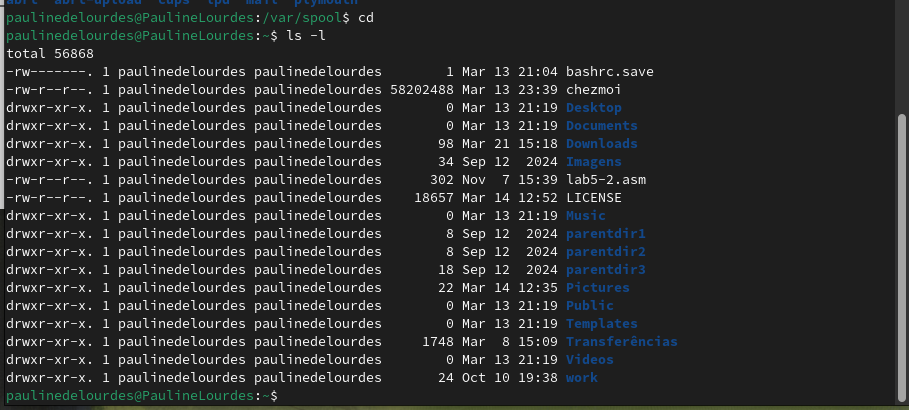 abrt abrt-upload cups lpd mail plymouth
paulinedelourdes@PaulineLourdes:/var/spool$ cd
paulinedelourdes@PaulineLourdes:~$ ls -l
total 56868
-rw-------. 1 paulinedelourdes paulinedelourdes        1 Mar 13 21:04 bashrc.save
-rw-r--r--. 1 paulinedelourdes paulinedelourdes 58202488 Mar 13 23:39 chezmoi
drwxr-xr-x. 1 paulinedelourdes paulinedelourdes        0 Mar 13 21:19 Desktop
drwxr-xr-x. 1 paulinedelourdes paulinedelourdes        0 Mar 13 21:19 Documents
drwxr-xr-x. 1 paulinedelourdes paulinedelourdes       98 Mar 21 15:18 Downloads
drwxr-xr-x. 1 paulinedelourdes paulinedelourdes       34 Sep 12  2024 Imagens
-rw-r--r--. 1 paulinedelourdes paulinedelourdes      302 Nov  7 15:39 lab5-2.asm
-rw-r--r--. 1 paulinedelourdes paulinedelourdes    18657 Mar 14 12:52 LICENSE
drwxr-xr-x. 1 paulinedelourdes paulinedelourdes        0 Mar 13 21:19 Music
drwxr-xr-x. 1 paulinedelourdes paulinedelourdes        8 Sep 12  2024 parentdir1
drwxr-xr-x. 1 paulinedelourdes paulinedelourdes        8 Sep 12  2024 parentdir2
drwxr-xr-x. 1 paulinedelourdes paulinedelourdes       18 Sep 12  2024 parentdir3
drwxr-xr-x. 1 paulinedelourdes paulinedelourdes       22 Mar 14 12:35 Pictures
drwxr-xr-x. 1 paulinedelourdes paulinedelourdes        0 Mar 13 21:19 Public
drwxr-xr-x. 1 paulinedelourdes paulinedelourdes        0 Mar 13 21:19 Templates
drwxr-xr-x. 1 paulinedelourdes paulinedelourdes     1748 Mar  8 15:09 Transferências
drwxr-xr-x. 1 paulinedelourdes paulinedelourdes        0 Mar 13 21:19 Videos
drwxr-xr-x. 1 paulinedelourdes paulinedelourdes       24 Oct 10 19:38 work
paulinedelourdes@PaulineLourdes:~$